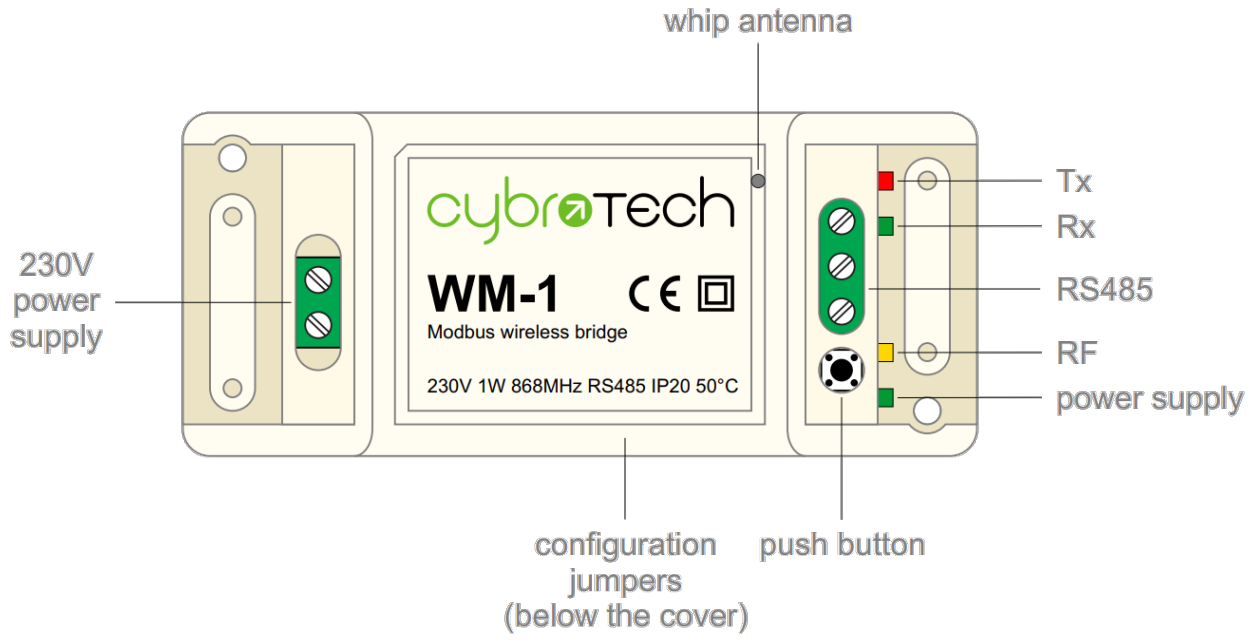 whip antenna
cybrotech
WM-1 CE
Modbus wireless bridge
230V 1W 868MHz RS485 IP20 50°C
230V
power
supply
Tx
Rx
RS485
RF
power supply
configuration
jumpers
(below the cover)
push button